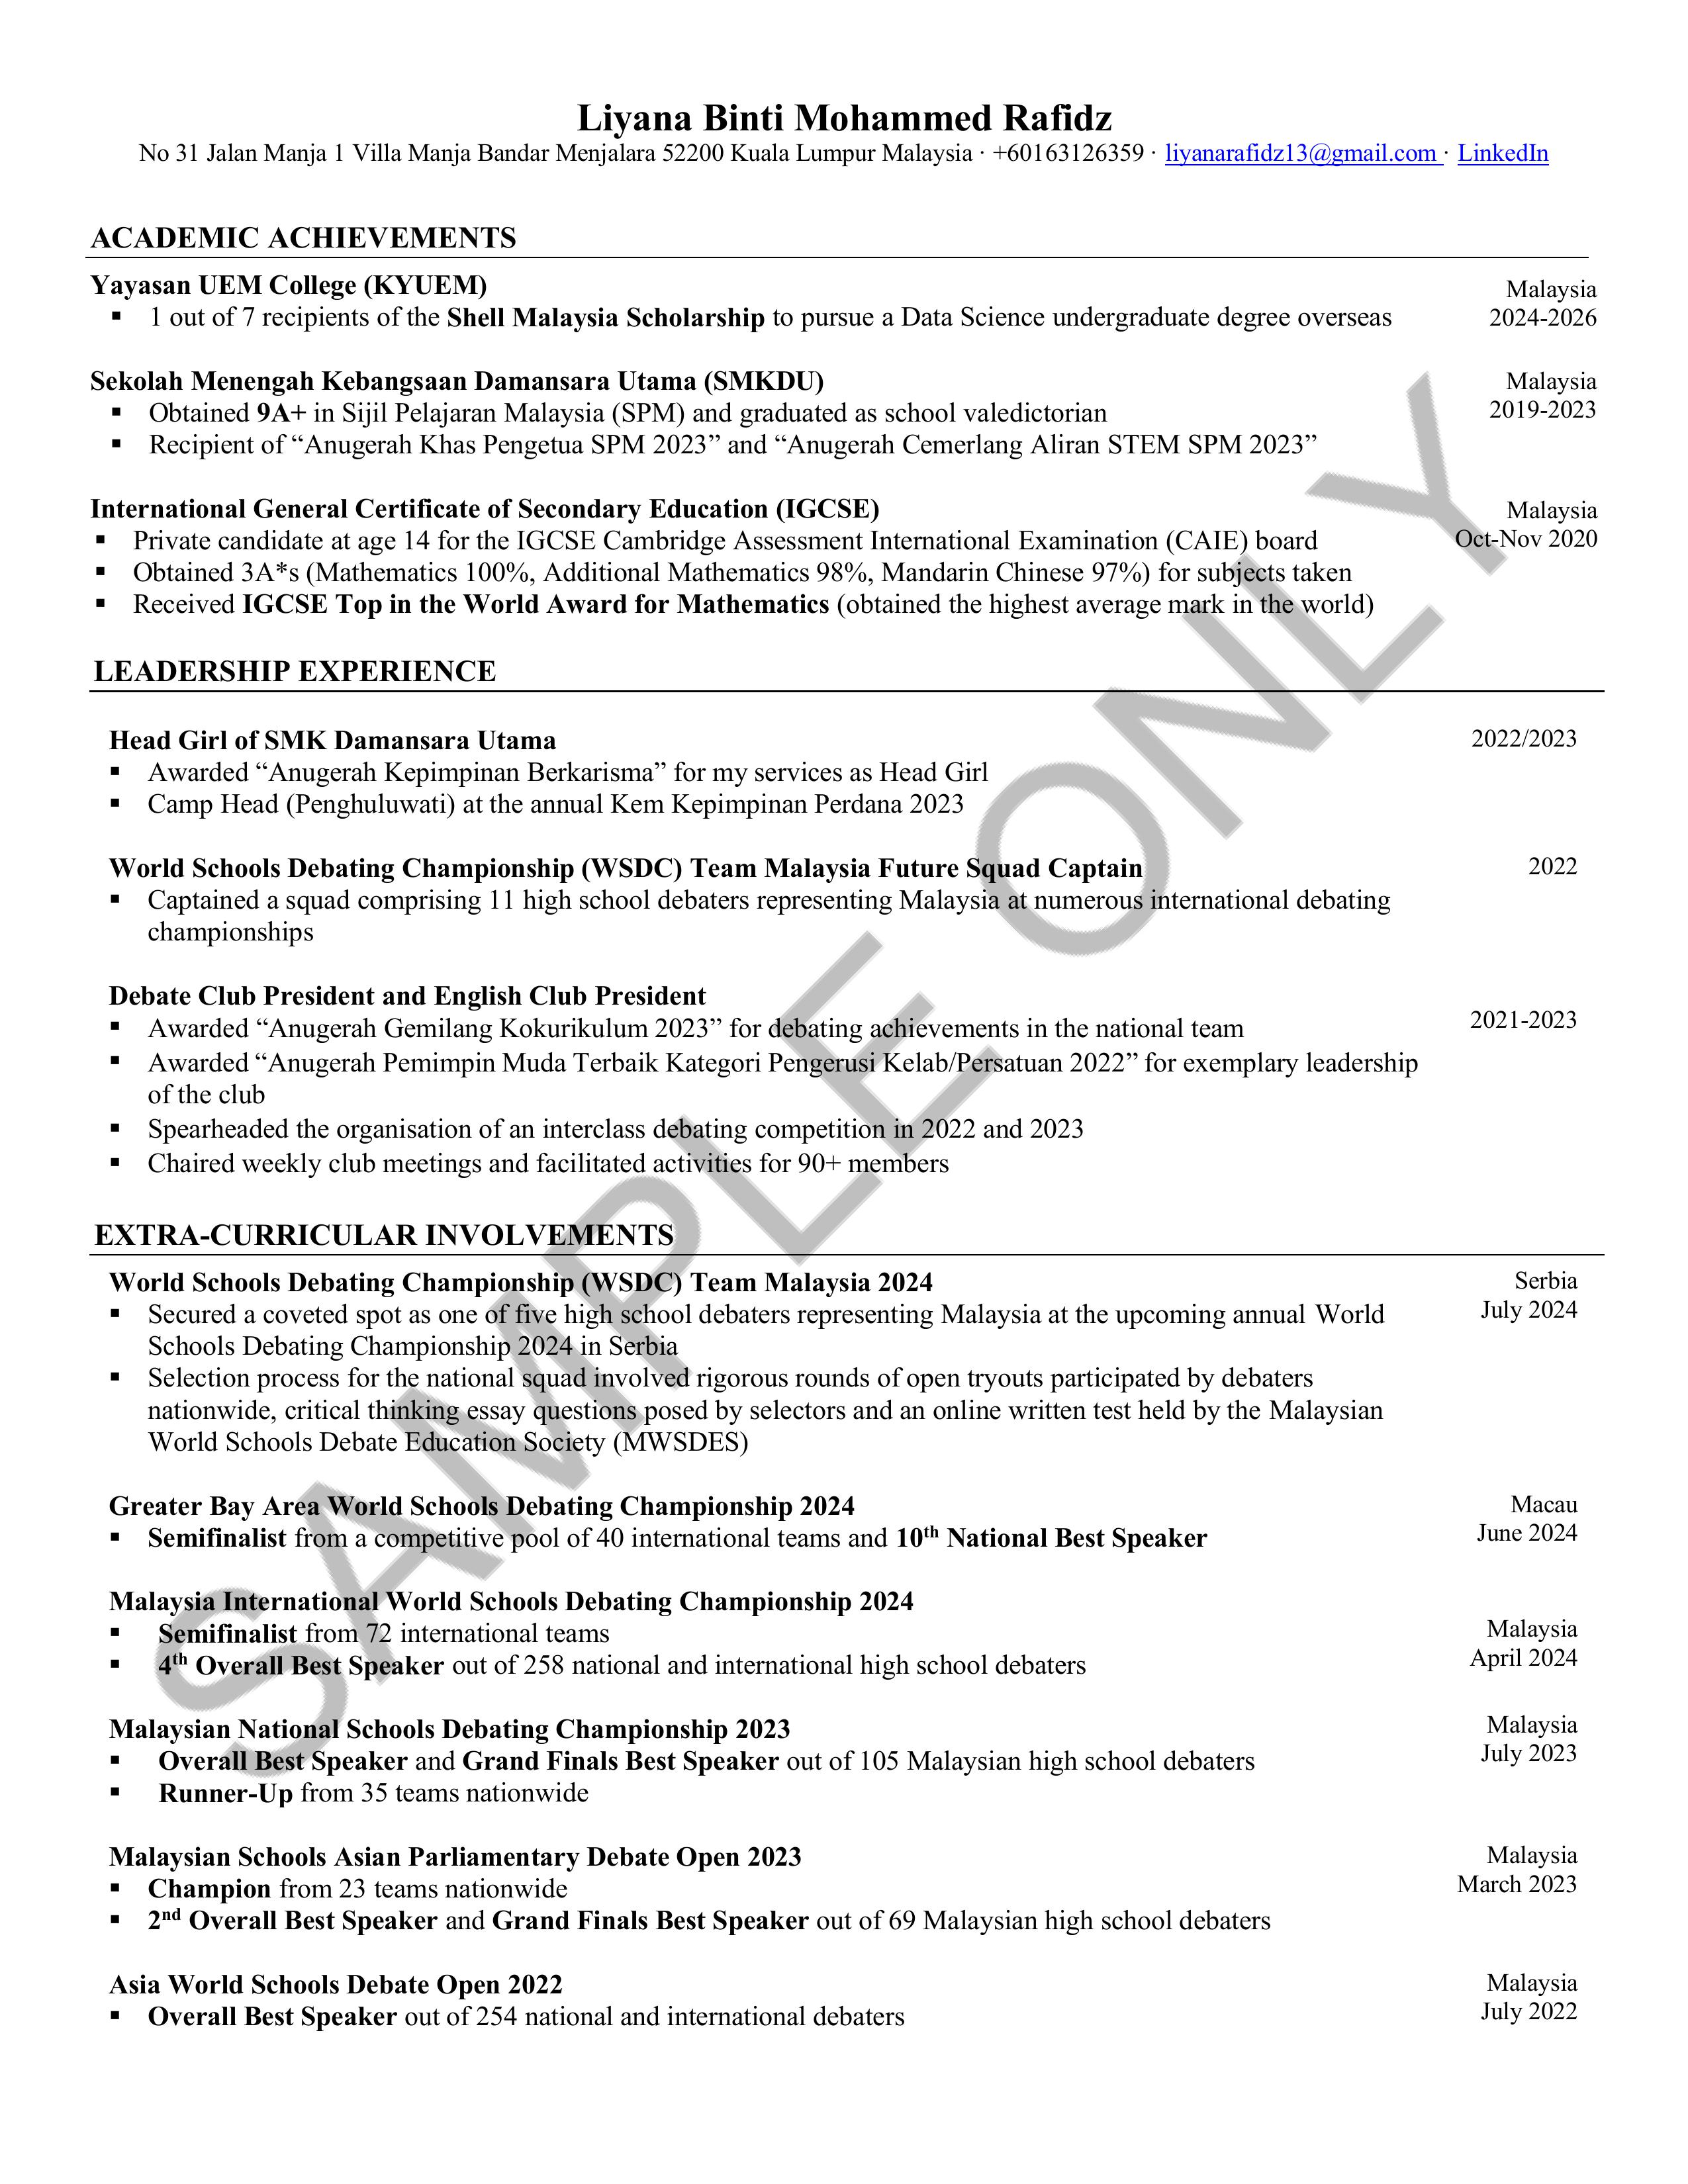 Liyana Binti Mohammed Rafidz
No 31 Jalan Manja 1 Villa Manja Bandar Menjalara 52200 Kuala Lumpur Malaysia · +60163126359 · liyanarafidz13@gmail.com · LinkedIn
ACADEMIC ACHIEVEMENTS
Yayasan UEM College (KYUEM)
Malaysia
▪ 1 out of 7 recipients of the Shell Malaysia Scholarship to pursue a Data Science undergraduate degree overseas
2024-2026
Sekolah Menengah Kebangsaan Damansara Utama (SMKDU)
Malaysia
▪ Obtained 9A+ in Sijil Pelajaran Malaysia (SPM) and graduated as school valedictorian
2019-2023
▪ Recipient of “Anugerah Khas Pengetua SPM 2023” and “Anugerah Cemerlang Aliran STEM SPM 2023”
International General Certificate of Secondary Education (IGCSE)
Malaysia
▪ Private candidate at age 14 for the IGCSE Cambridge Assessment International Examination (CAIE) board
Oct-Nov 2020
▪ Obtained 3A*s (Mathematics 100%, Additional Mathematics 98%, Mandarin Chinese 97%) for subjects taken
▪ Received IGCSE Top in the World Award for Mathematics (obtained the highest average mark in the world)
LEADERSHIP EXPERIENCE
Head Girl of SMK Damansara Utama
2022/2023
▪ Awarded “Anugerah Kepimpinan Berkarisma” for my services as Head Girl
▪ Camp Head (Penghuluwati) at the annual Kem Kepimpinan Perdana 2023
World Schools Debating Championship (WSDC) Team Malaysia Future Squad Captain
2022
▪ Captained a squad comprising 11 high school debaters representing Malaysia at numerous international debating
championships
Debate Club President and English Club President
▪ Awarded “Anugerah Gemilang Kokurikulum 2023” for debating achievements in the national team
2021-2023
▪ Awarded “Anugerah Pemimpin Muda Terbaik Kategori Pengerusi Kelab/Persatuan 2022” for exemplary leadership
of the club
▪ Spearheaded the organisation of an interclass debating competition in 2022 and 2023
▪ Chaired weekly club meetings and facilitated activities for 90+ members
EXTRA-CURRICULAR INVOLVEMENTS
World Schools Debating Championship (WSDC) Team Malaysia 2024
Serbia
▪ Secured a coveted spot as one of five high school debaters representing Malaysia at the upcoming annual World
July 2024
Schools Debating Championship 2024 in Serbia
▪ Selection process for the national squad involved rigorous rounds of open tryouts participated by debaters
nationwide, critical thinking essay questions posed by selectors and an online written test held by the Malaysian
World Schools Debate Education Society (MWSDES)
Greater Bay Area World Schools Debating Championship 2024
Macau
▪ Semifinalist from a competitive pool of 40 international teams and 10th National Best Speaker
June 2024
Malaysia International World Schools Debating Championship 2024
▪ Semifinalist from 72 international teams
Malaysia
▪ 4th Overall Best Speaker out of 258 national and international high school debaters
April 2024
Malaysian National Schools Debating Championship 2023
Malaysia
▪ Overall Best Speaker and Grand Finals Best Speaker out of 105 Malaysian high school debaters
July 2023
▪ Runner-Up from 35 teams nationwide
Malaysian Schools Asian Parliamentary Debate Open 2023
Malaysia
▪ Champion from 23 teams nationwide
March 2023
▪ 2nd Overall Best Speaker and Grand Finals Best Speaker out of 69 Malaysian high school debaters
Asia World Schools Debate Open 2022
Malaysia
▪ Overall Best Speaker out of 254 national and international debaters
July 2022
SAMPLE ONLY